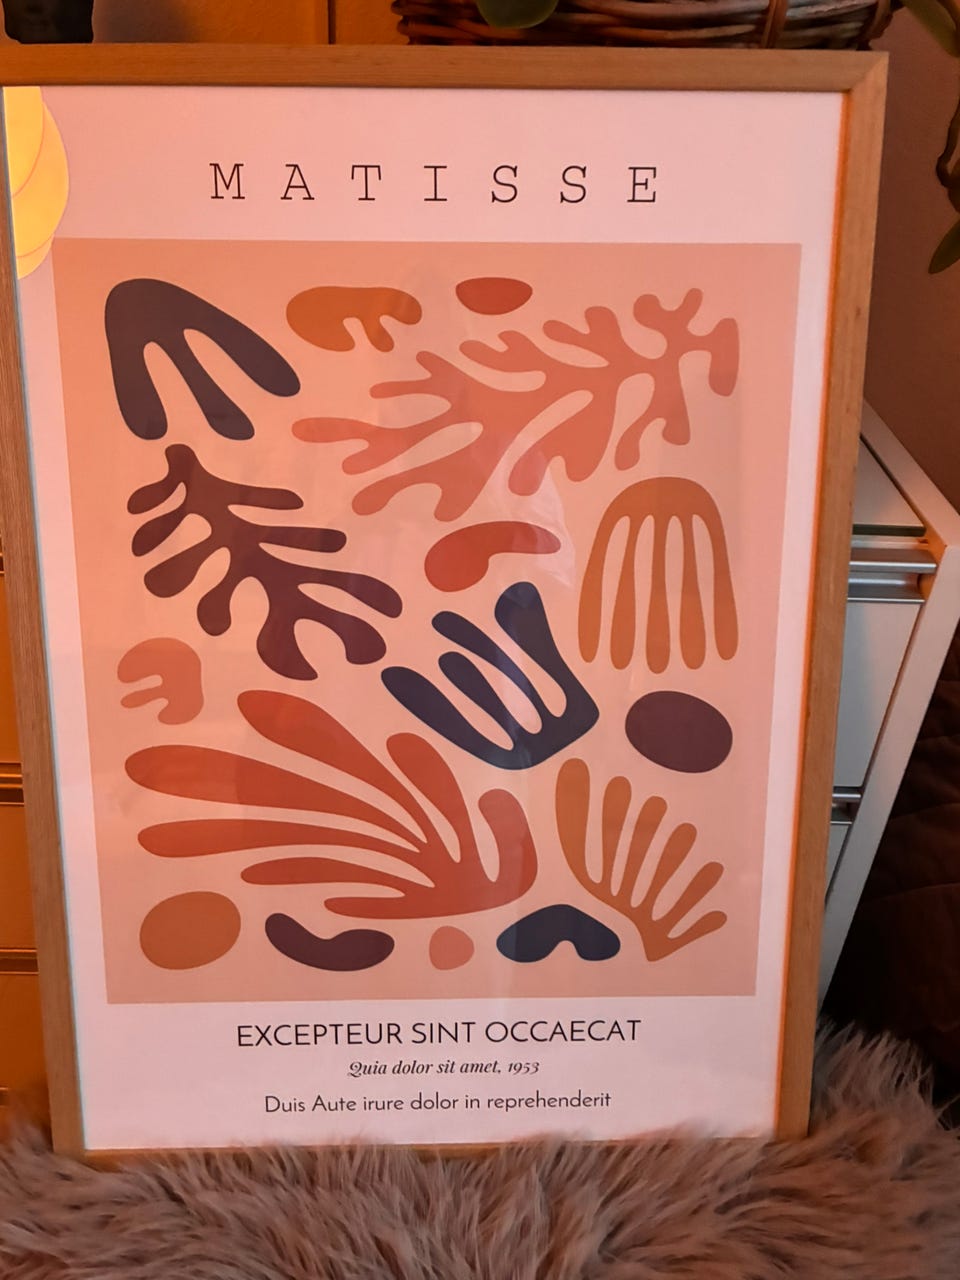 MATISSE
EXCEPTEUR SINT OCCAECAT
Quia dolor sit amet, 1953
Duis Aute irure dolor in reprehenderit